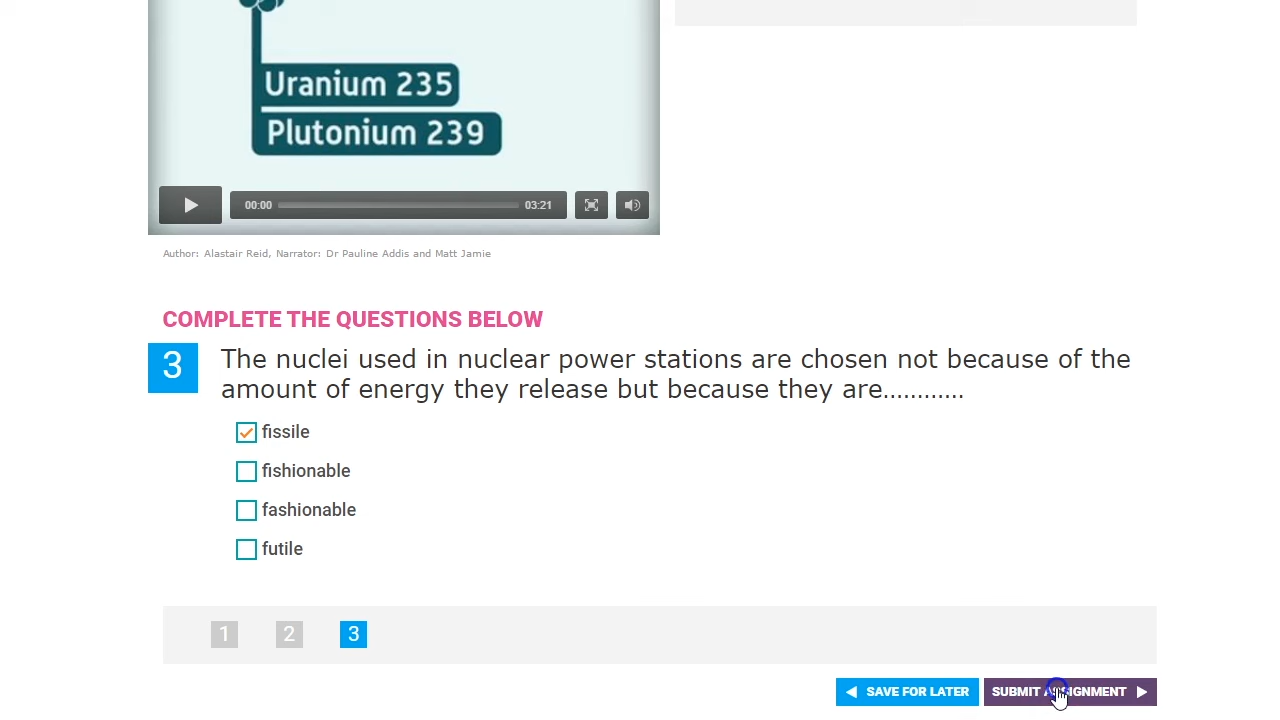 Uranium 235
Plutonium 239
00:00 03:21
Author: Alastair Reid, Narrator: Dr Pauline Addis and Matt Jamie
COMPLETE THE QUESTIONS BELOW
3 The nuclei used in nuclear power stations are chosen not because of the
amount of energy they release but because they are............
fissile
fishionable
fashionable
futile
1 2 3
SAVE FOR LATER SUBMIT ASSIGNMENT